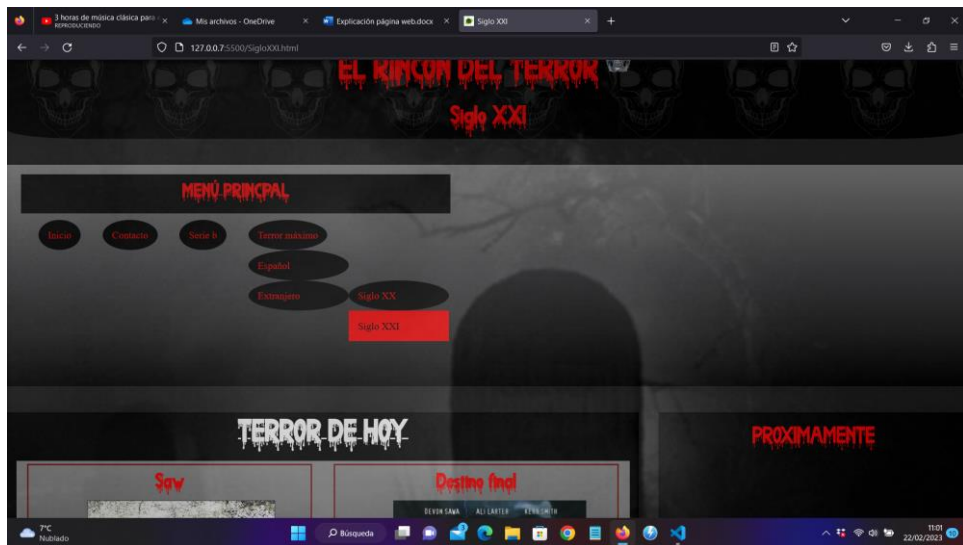 3 horas de música clásica para
REPRODUCIENDO
Mis archivos - OneDrive
Explicación página web.docx
Siglo XXI
127.0.0.7:5500/SigloXXI.html
EL RINCON DEL TERROR
Siglo XXI
MENÚ PRINCPAL
Inicio
Contacto
Serie b
Terror máximo
Español
Extranjero
Siglo XX
Siglo XXI
TERROR DE HOY
PROXIMAMENTE
Saw
Destino final
DEVON SAWA ALI LARTER KERR SMITH
7°C
Nublado
Búsqueda
11:01
22/02/2023